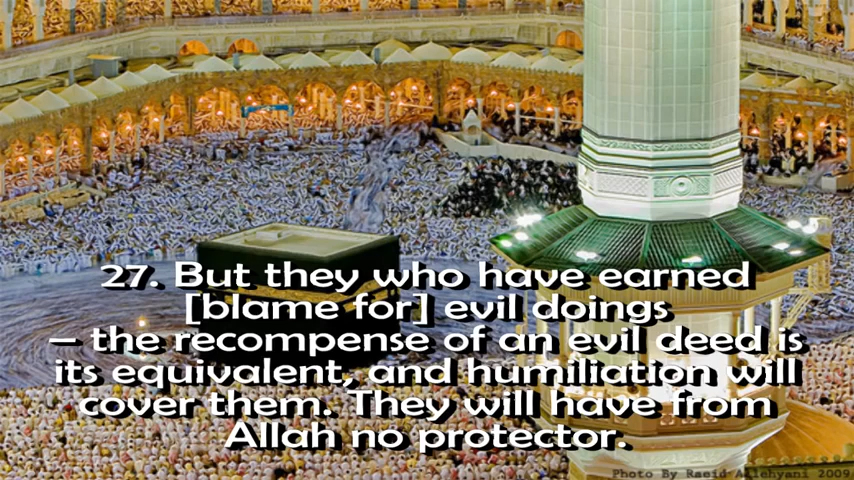 27. But they who have earned
[blame for] evil doings
– the recompense of an evil deed is
its equivalent, and humiliation will
cover them. They will have from
Allah no protector.
Photo By Raeid Allehyani 2009